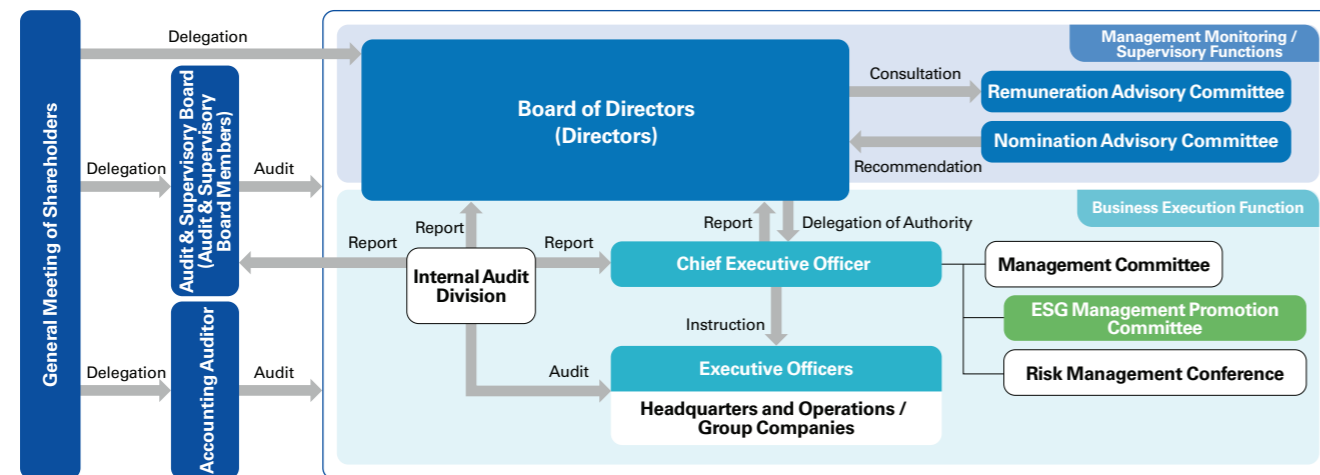 General Meeting of Shareholders
Delegation
Delegation
Delegation
Audit & Supervisory Board
(Audit & Supervisory
Board Members)
Accounting Auditor
Audit
Audit
Management Monitoring /
Supervisory Functions
Board of Directors
(Directors)
Consultation
Remuneration Advisory Committee
Nomination Advisory Committee
Recommendation
Business Execution Function
Report
Report
Report
Report
Delegation of Authority
Internal Audit
Division
Chief Executive Officer
Management Committee
ESG Management Promotion
Committee
Risk Management Conference
Instruction
Audit
Executive Officers
Headquarters and Operations /
Group Companies